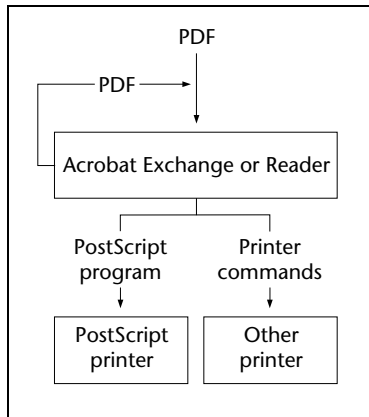 PDF
PDF
Acrobat Exchange or Reader
PostScript
program
Printer
commands
PostScript
printer
Other
printer